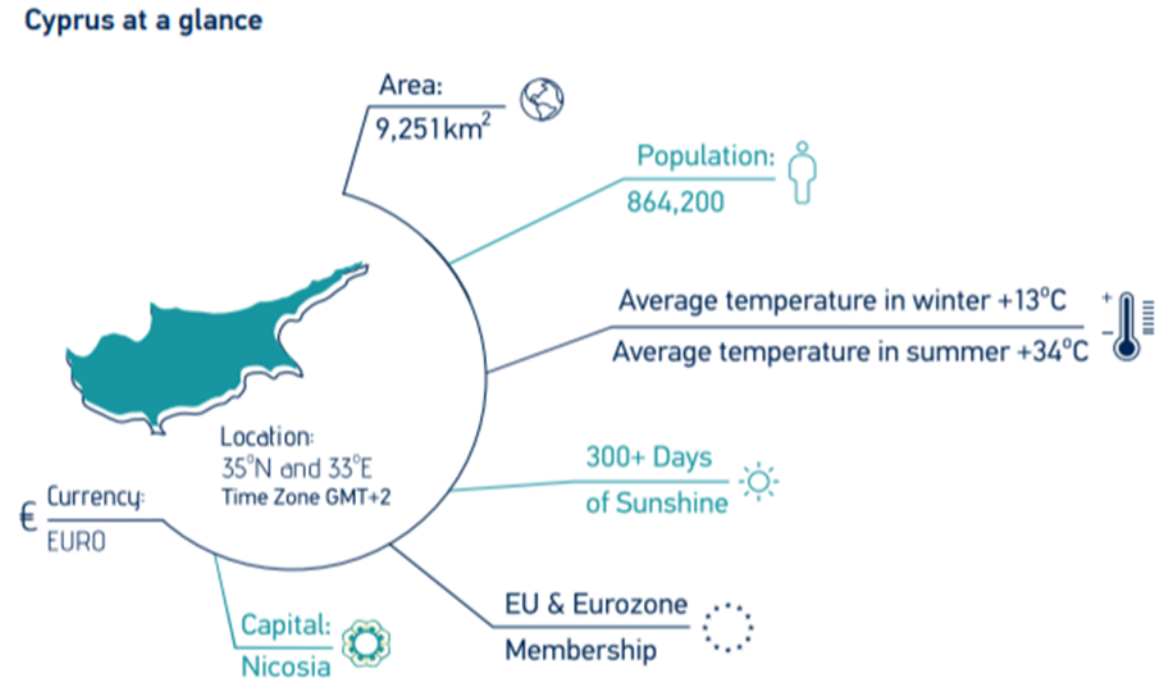 Cyprus at a glance
Area:
9,251km²
Population:
864,200
Average temperature in winter +13°C
Average temperature in summer +34°C
Location:
35°N and 33°E
Time Zone GMT+2
300+ Days
of Sunshine
€
Currency:
EURO
EU & Eurozone
Membership
Capital:
Nicosia